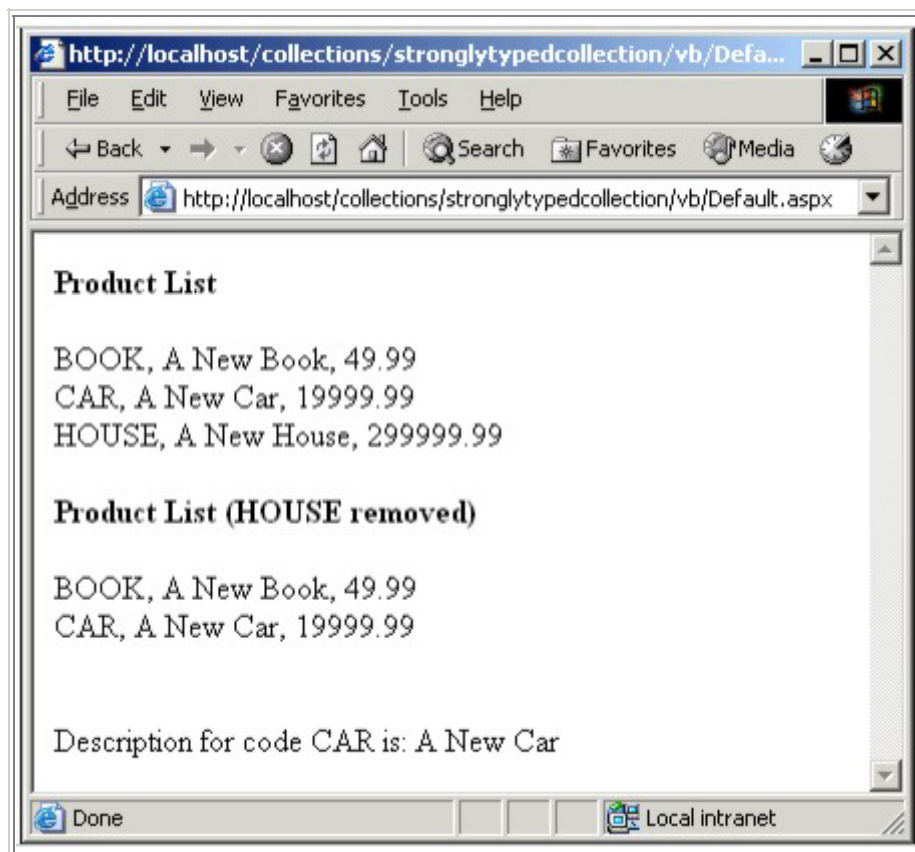 http://localhost/collections/stronglytypedcollection/vb/Defa...
File Edit View Favorites Tools Help
Back Search Favorites Media
Address http://localhost/collections/stronglytypedcollection/vb/Default.aspx
Product List
BOOK, A New Book, 49.99
CAR, A New Car, 19999.99
HOUSE, A New House, 299999.99
Product List (HOUSE removed)
BOOK, A New Book, 49.99
CAR, A New Car, 19999.99
Description for code CAR is: A New Car
Done Local intranet